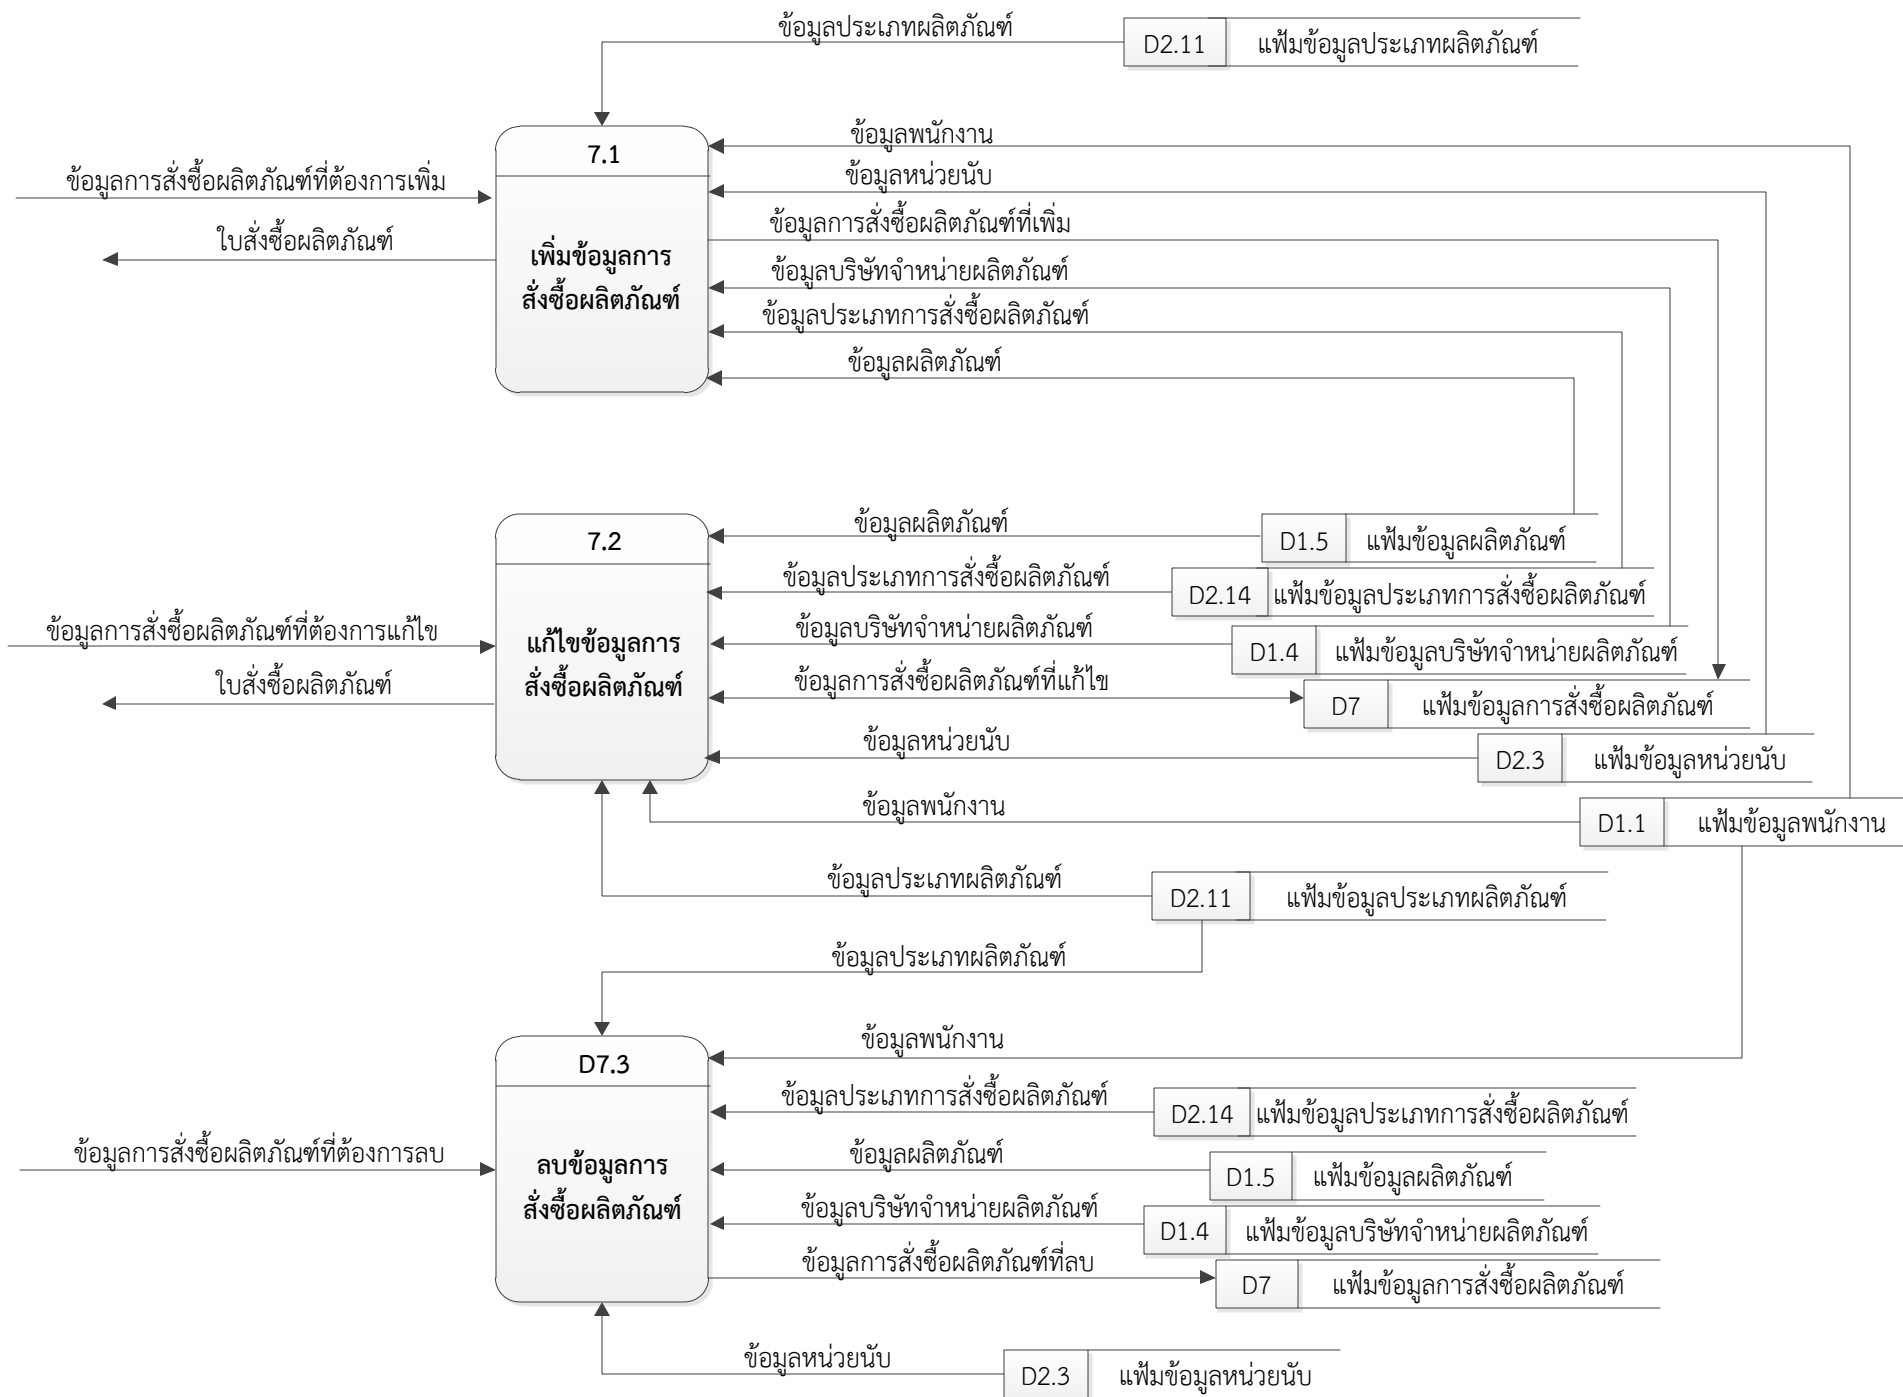 ข้อมูลประเภทผลิตภัณฑ์
D2.11 แฟ้มข้อมูลประเภทผลิตภัณฑ์
7.1
เพิ่มข้อมูลการ
สั่งซื้อผลิตภัณฑ์
ข้อมูลการสั่งซื้อผลิตภัณฑ์ที่ต้องการเพิ่ม
ใบสั่งซื้อผลิตภัณฑ์
ข้อมูลพนักงาน
ข้อมูลหน่วยนับ
ข้อมูลการสั่งซื้อผลิตภัณฑ์ที่เพิ่ม
ข้อมูลบริษัทจำหน่ายผลิตภัณฑ์
ข้อมูลประเภทการสั่งซื้อผลิตภัณฑ์
ข้อมูลผลิตภัณฑ์
7.2
แก้ไขข้อมูลการ
สั่งซื้อผลิตภัณฑ์
ข้อมูลการสั่งซื้อผลิตภัณฑ์ที่ต้องการแก้ไข
ใบสั่งซื้อผลิตภัณฑ์
ข้อมูลผลิตภัณฑ์
D1.5 แฟ้มข้อมูลผลิตภัณฑ์
ข้อมูลประเภทการสั่งซื้อผลิตภัณฑ์
D2.14 แฟ้มข้อมูลประเภทการสั่งซื้อผลิตภัณฑ์
ข้อมูลบริษัทจำหน่ายผลิตภัณฑ์
D1.4 แฟ้มข้อมูลบริษัทจำหน่ายผลิตภัณฑ์
ข้อมูลการสั่งซื้อผลิตภัณฑ์ที่แก้ไข
D7 แฟ้มข้อมูลการสั่งซื้อผลิตภัณฑ์
ข้อมูลหน่วยนับ
D2.3 แฟ้มข้อมูลหน่วยนับ
ข้อมูลพนักงาน
D1.1 แฟ้มข้อมูลพนักงาน
ข้อมูลประเภทผลิตภัณฑ์
D2.11 แฟ้มข้อมูลประเภทผลิตภัณฑ์
ข้อมูลประเภทผลิตภัณฑ์
D7.3
ลบข้อมูลการ
สั่งซื้อผลิตภัณฑ์
ข้อมูลการสั่งซื้อผลิตภัณฑ์ที่ต้องการลบ
ข้อมูลพนักงาน
ข้อมูลประเภทการสั่งซื้อผลิตภัณฑ์
D2.14 แฟ้มข้อมูลประเภทการสั่งซื้อผลิตภัณฑ์
ข้อมูลผลิตภัณฑ์
D1.5 แฟ้มข้อมูลผลิตภัณฑ์
ข้อมูลบริษัทจำหน่ายผลิตภัณฑ์
D1.4 แฟ้มข้อมูลบริษัทจำหน่ายผลิตภัณฑ์
ข้อมูลการสั่งซื้อผลิตภัณฑ์ที่ลบ
D7 แฟ้มข้อมูลการสั่งซื้อผลิตภัณฑ์
ข้อมูลหน่วยนับ
D2.3 แฟ้มข้อมูลหน่วยนับ